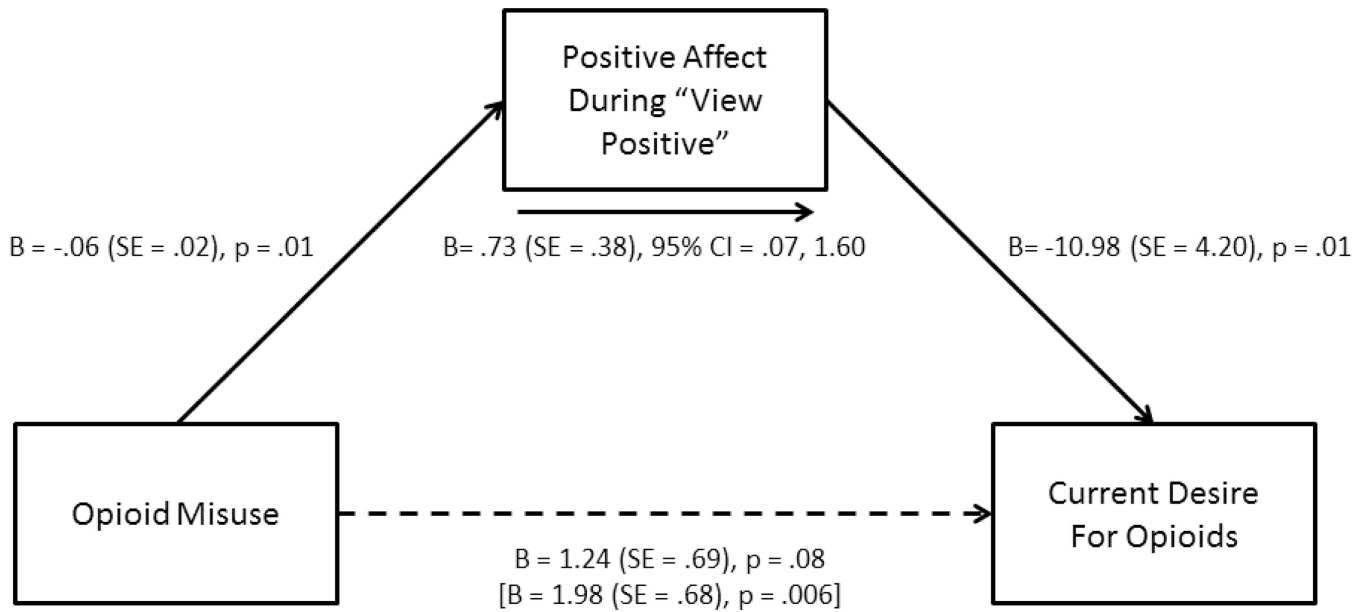 Positive Affect
During “View
Positive”
B = -.06 (SE = .02), p = .01
B= .73 (SE = .38), 95% CI = .07, 1.60
B= -10.98 (SE = 4.20), p = .01
Opioid Misuse
Current Desire
For Opioids
B = 1.24 (SE = .69), p = .08
[B = 1.98 (SE = .68), p = .006]